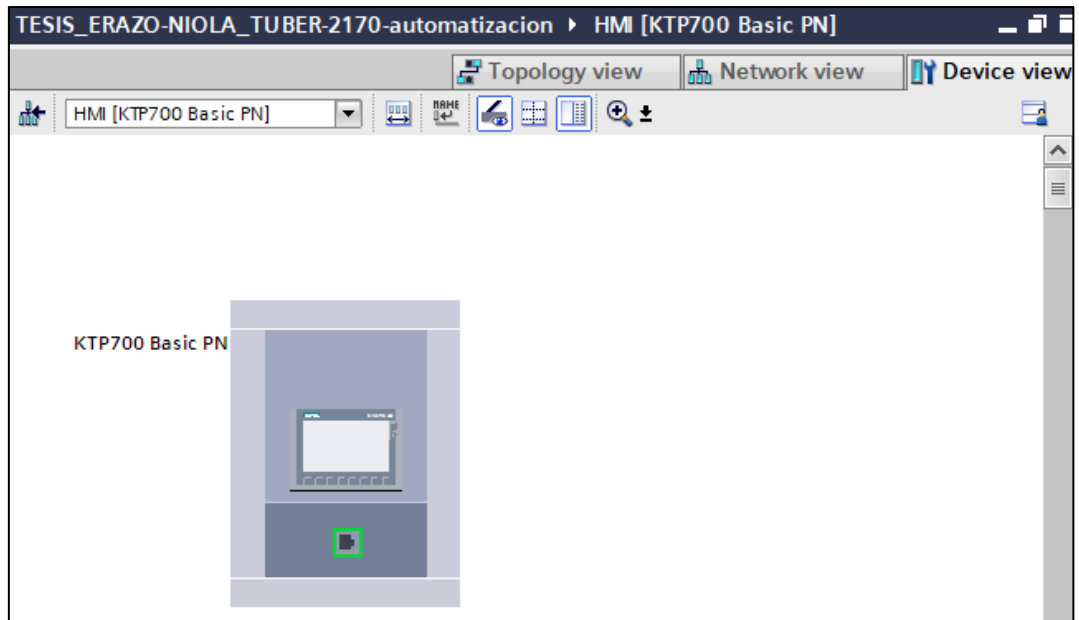 TESIS_ERAZO-NIOLA_TUBER-2170-automatizacion ▸ HMI [KTP700 Basic PN]
Topology view Network view Device view
HMI [KTP700 Basic PN] NAME
KTP700 Basic PN